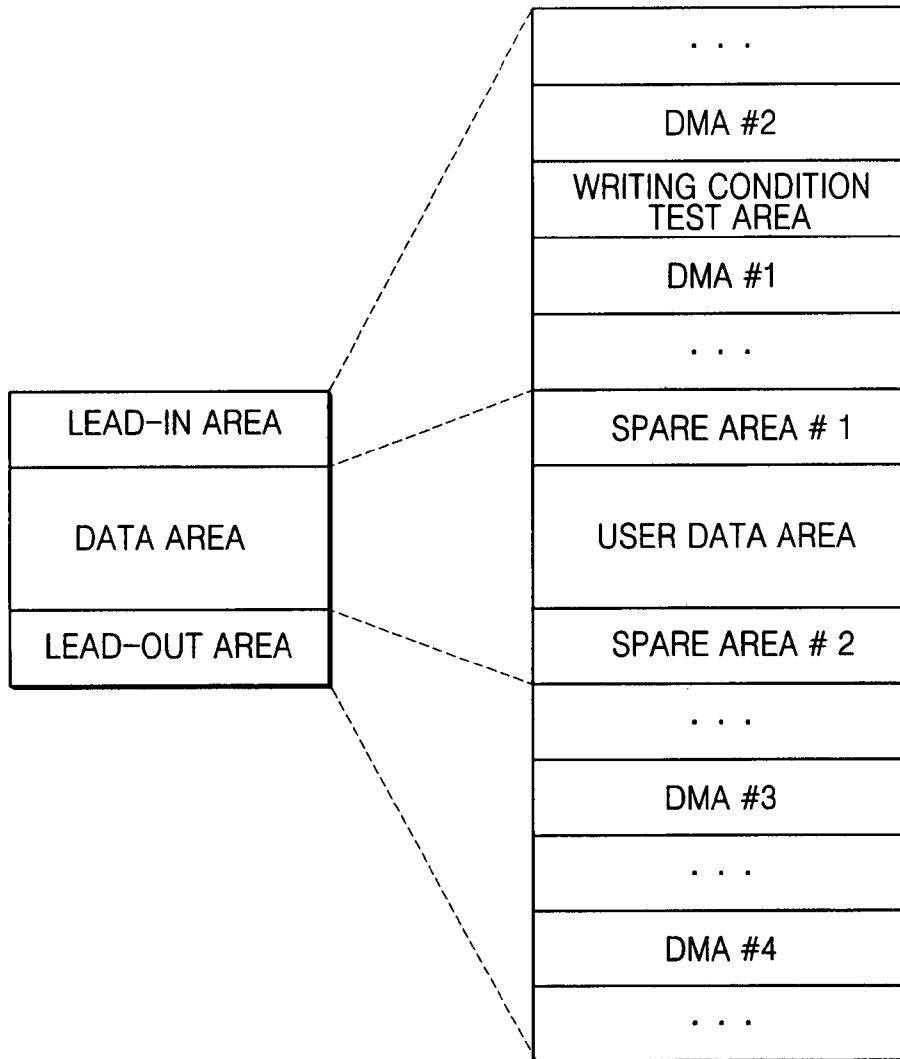 LEAD-IN AREA
DATA AREA
LEAD-OUT AREA
. . .
DMA #2
WRITING CONDITION
TEST AREA
DMA #1
. . .
SPARE AREA # 1
USER DATA AREA
SPARE AREA # 2
. . .
DMA #3
. . .
DMA #4
. . .